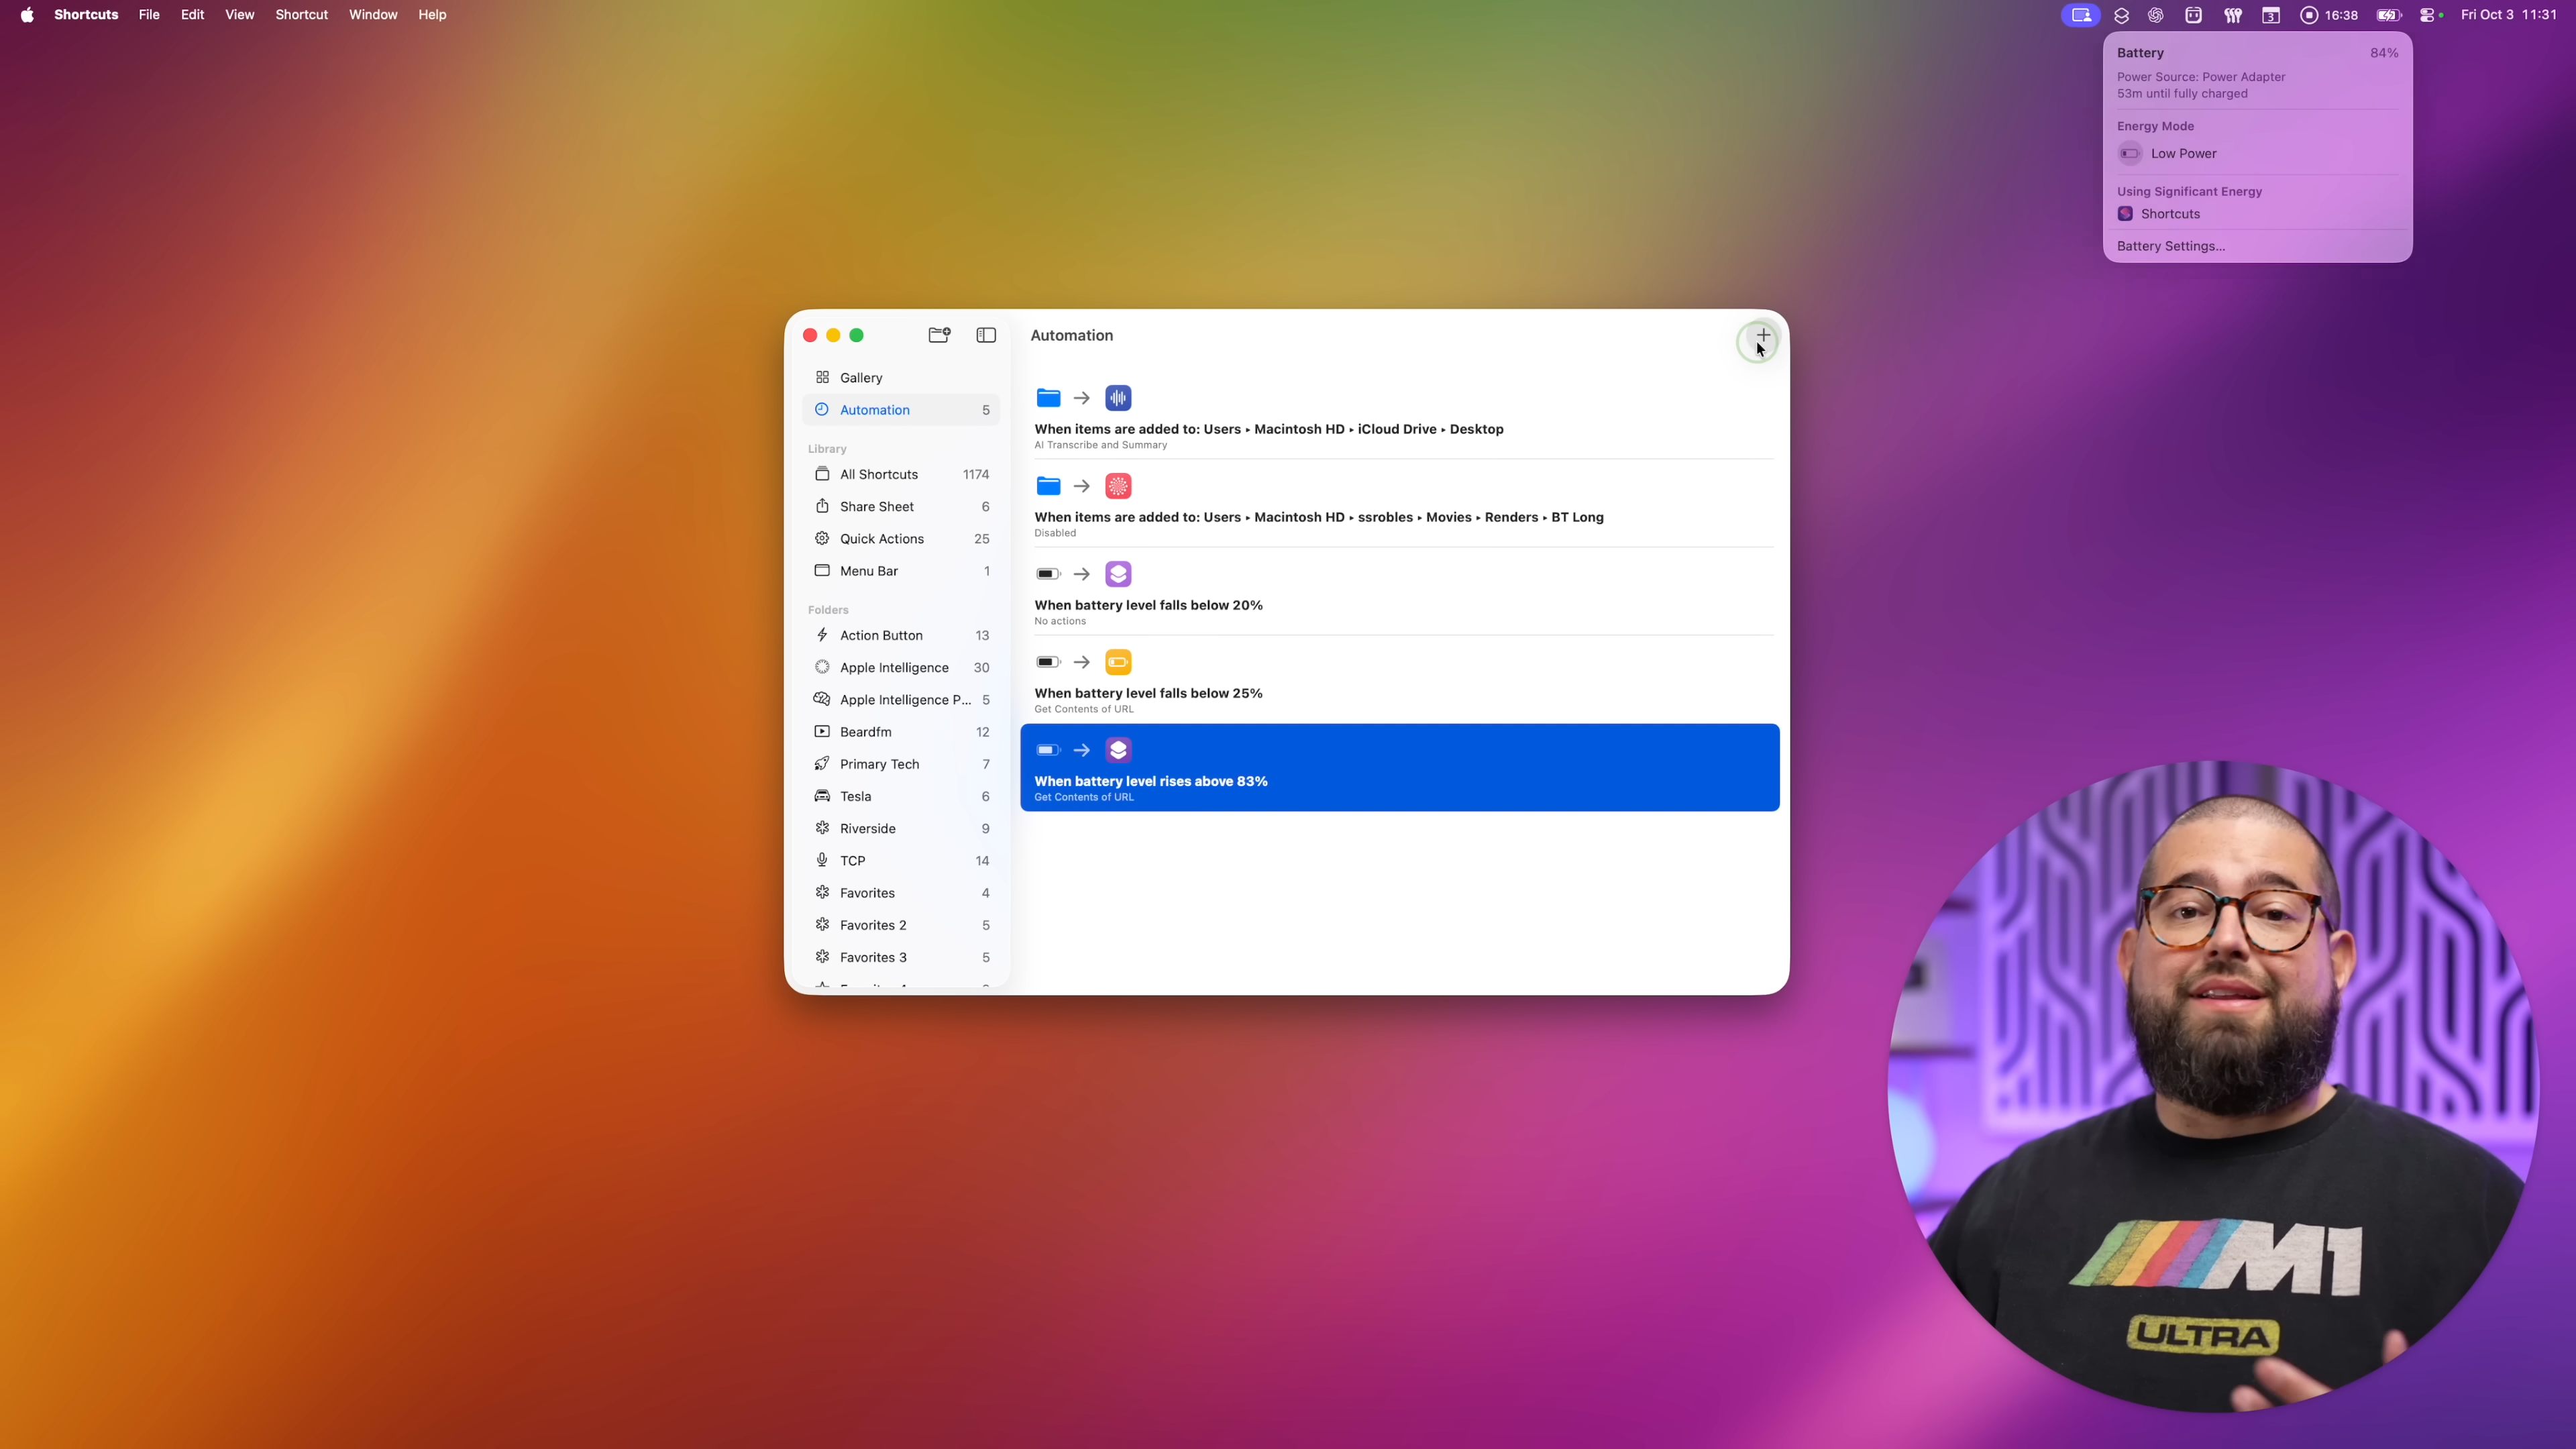 Shortcuts File Edit View Shortcut Window Help
3 16:38 Fri Oct 3 11:31
Battery 84%
Power Source: Power Adapter
53m until fully charged
Energy Mode
Low Power
Using Significant Energy
Shortcuts
Battery Settings...
Gallery
Automation 5
Library
All Shortcuts 1174
Share Sheet 6
Quick Actions 25
Menu Bar 1
Folders
Action Button 13
Apple Intelligence 30
Apple Intelligence P... 5
Beardfm 12
Primary Tech 7
Tesla 6
Riverside 9
TCP 14
Favorites 4
Favorites 2 5
Favorites 3 5
Automation
When items are added to: Users ▸ Macintosh HD ▸ iCloud Drive ▸ Desktop
AI Transcribe and Summary
When items are added to: Users ▸ Macintosh HD ▸ ssrobles ▸ Movies ▸ Renders ▸ BT Long
Disabled
When battery level falls below 20%
No actions
When battery level falls below 25%
Get Contents of URL
When battery level rises above 83%
Get Contents of URL
M1
ULTRA